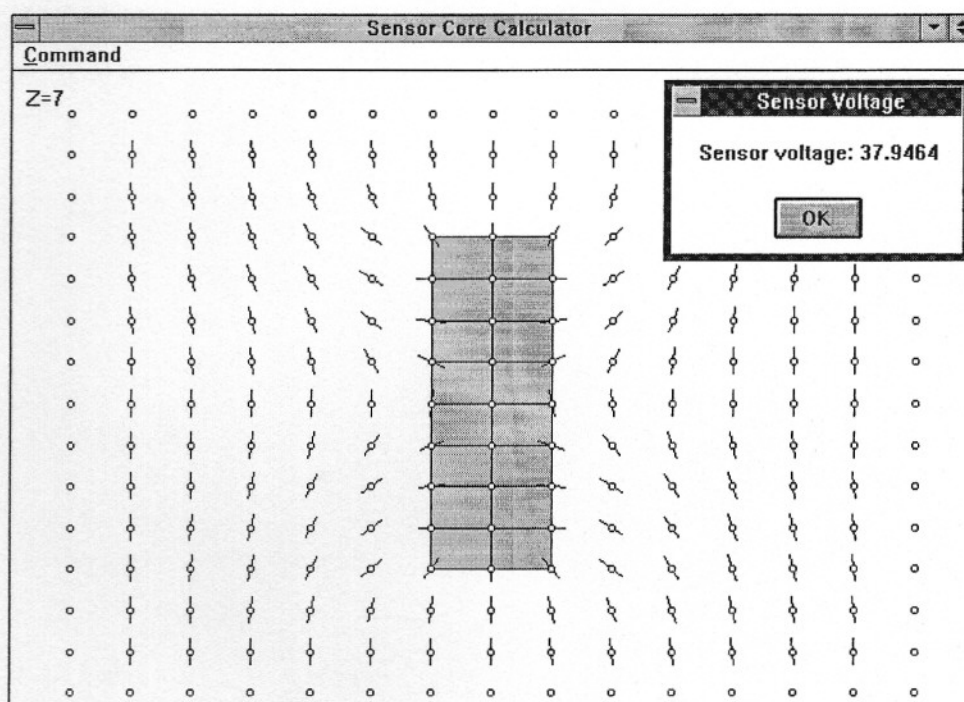 Sensor Core Calculator
Command
Z=7
Sensor Voltage
Sensor voltage: 37.9464
OK